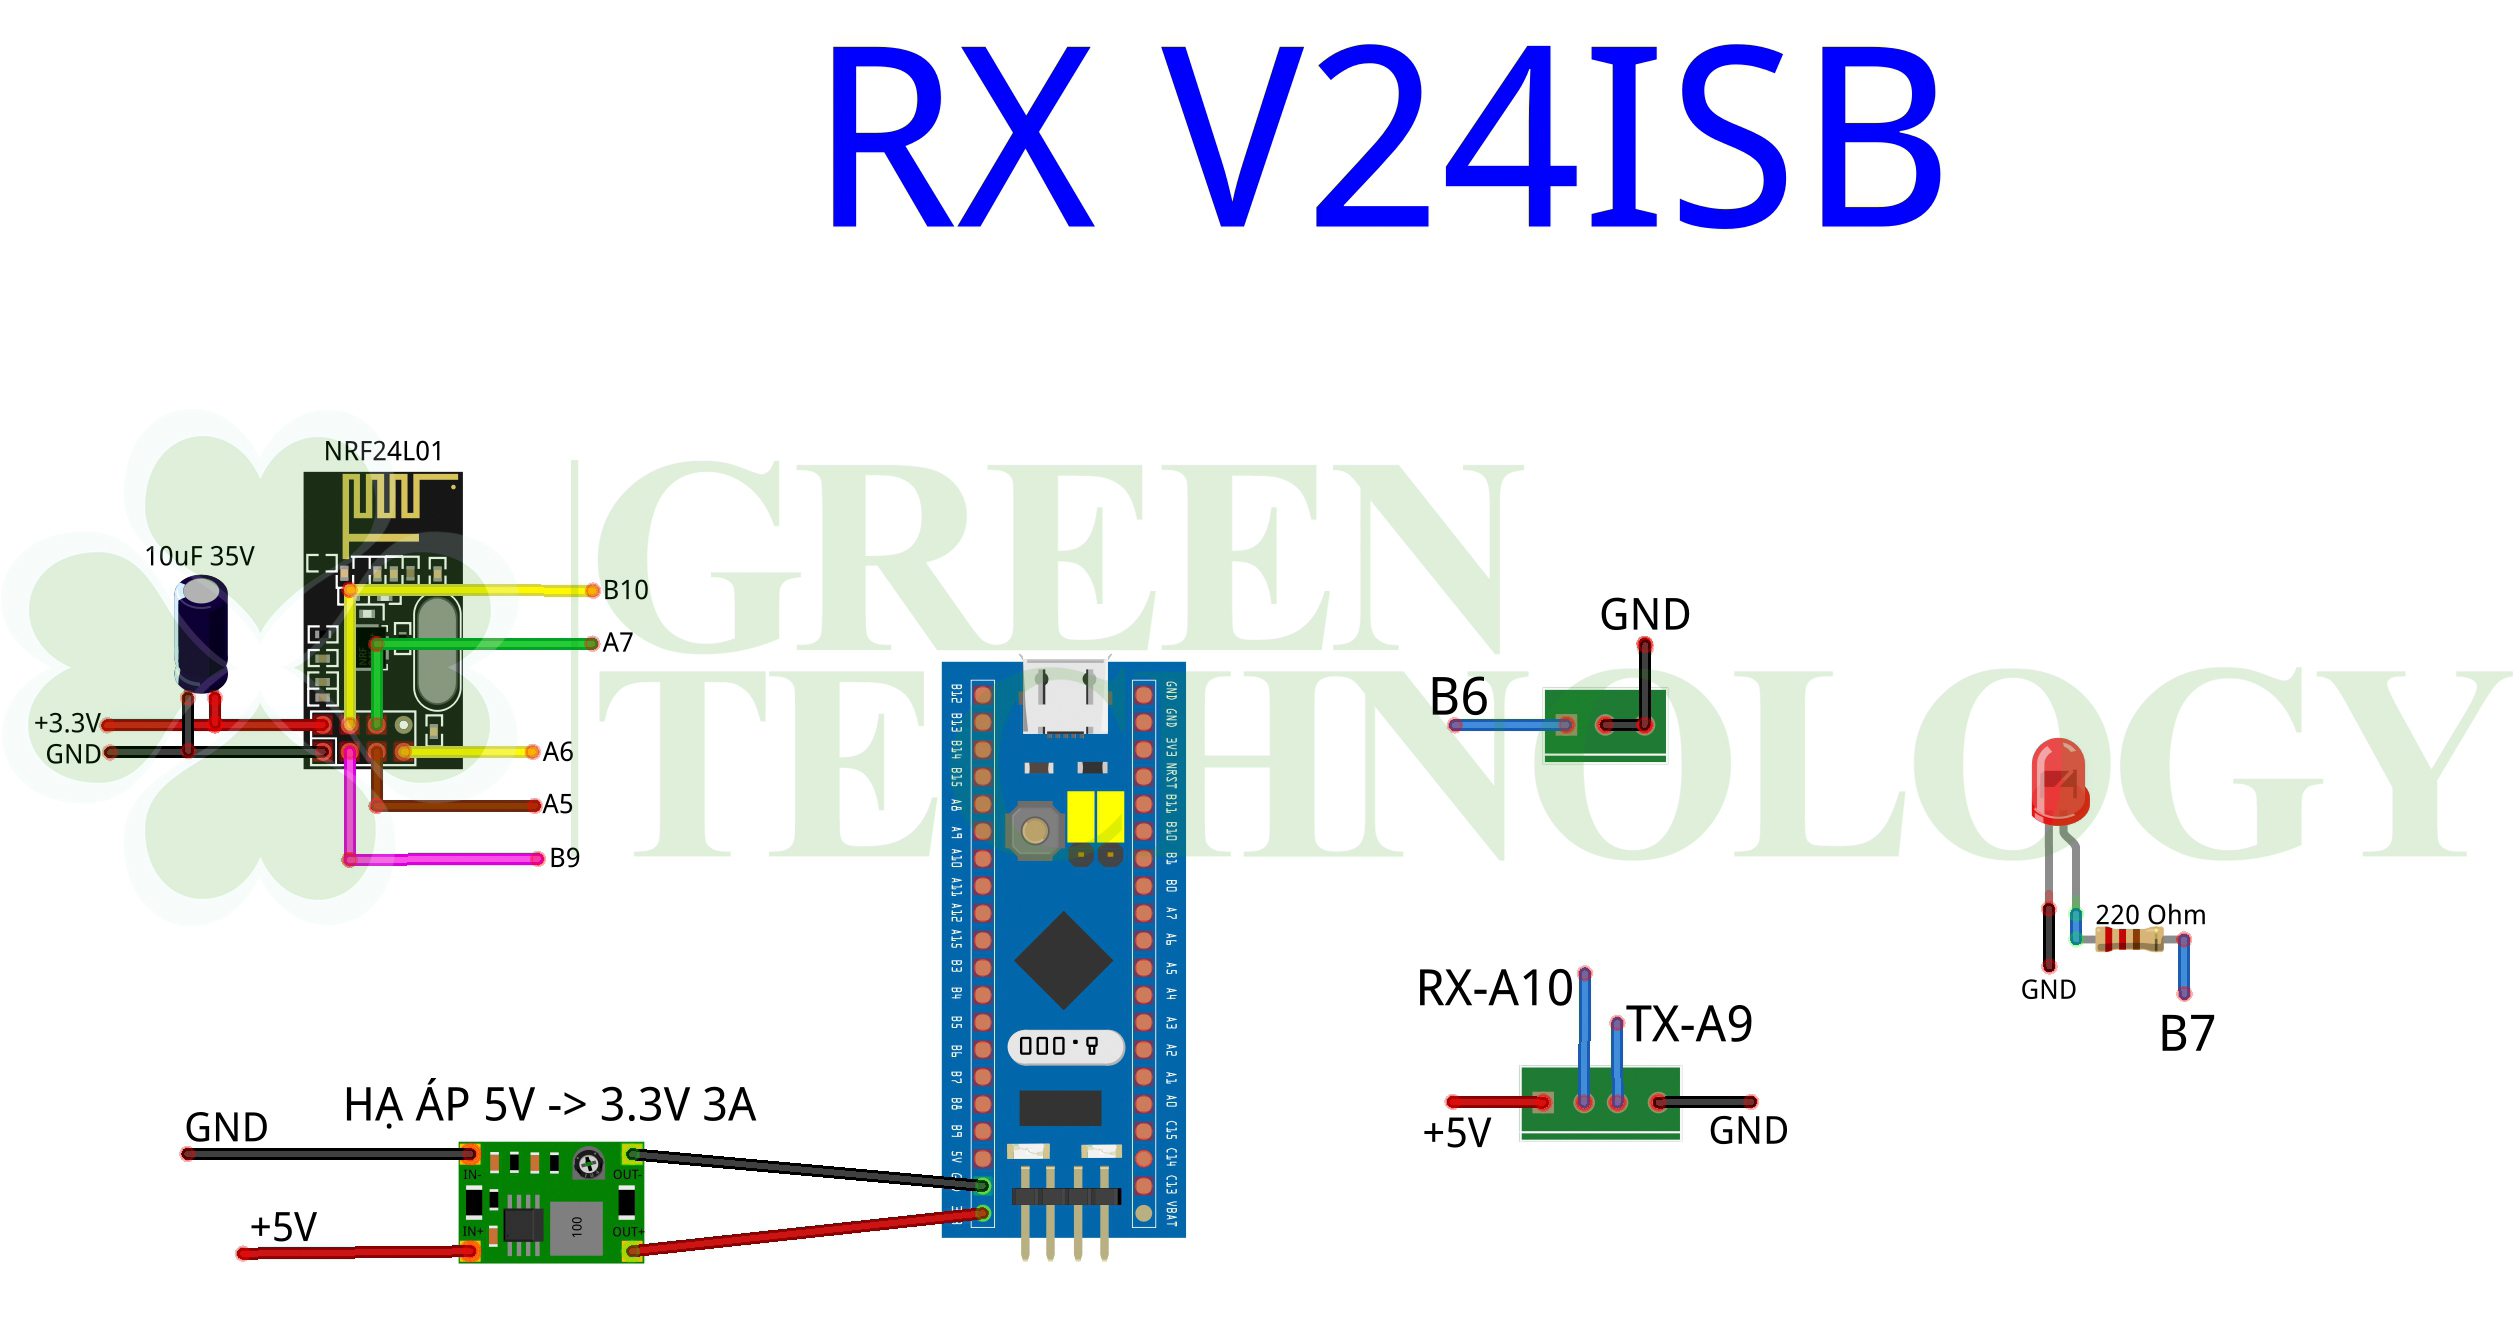 RX V24ISB
NRF24L01
10uF 35V
B10
A7
+3.3V
GND
A6
A5
B9
GREEN
TECHNOLOGY
GND
B6
RX-A10
TX-A9
+5V
GND
220 Ohm
GND
B7
HẠ ÁP 5V -> 3.3V 3A
GND
+5V
IN-
OUT-
IN+
OUT+
100
B12
B13
B14
B15
A8
A9
A10
A11
A12
A15
B3
B4
B5
B6
B7
B8
B9
5V
GND
GND
3V3
NRST
B11
B10
B1
B0
A7
A6
A5
A4
A3
A2
A1
A0
C15
C14
C13
VBAT